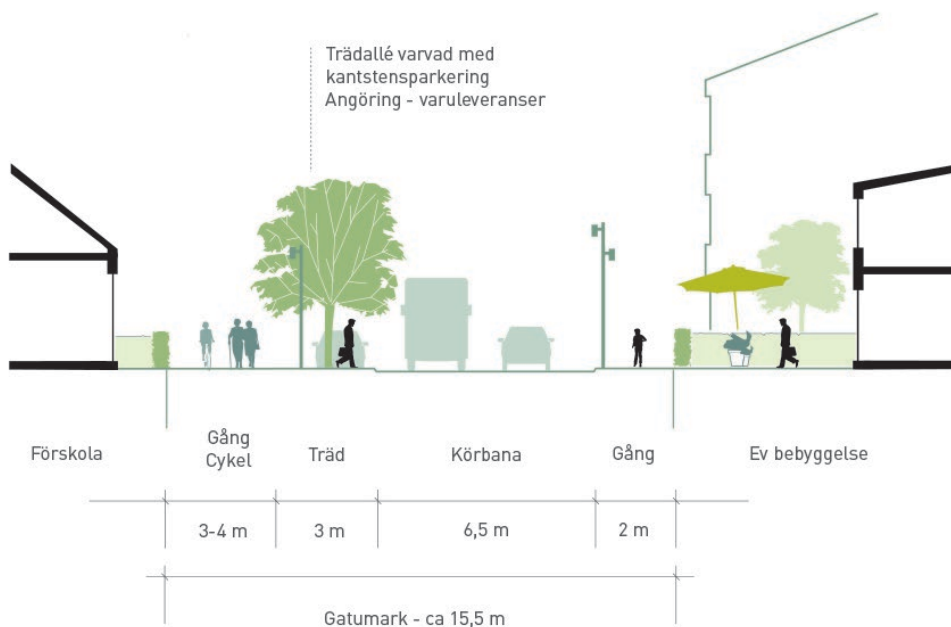 Trädallé varvad med
kantstensparkering
Angöring - varuleveranser
Förskola
Gång
Cykel
Träd
Körbana
Gång
Ev bebyggelse
3-4 m
3 m
6,5 m
2 m
Gatumark - ca 15,5 m